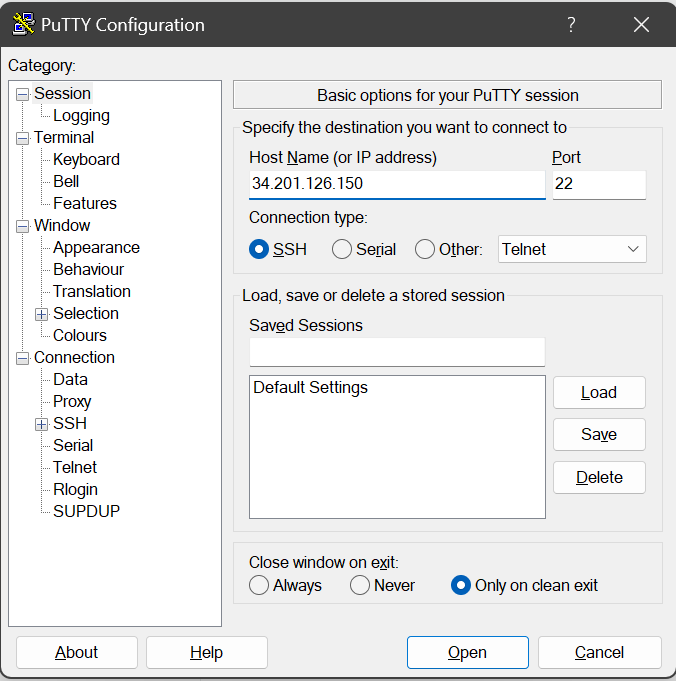 PuTTY Configuration
?
Category:
Session
Logging
Terminal
Keyboard
Bell
Features
Window
Appearance
Behaviour
Translation
Selection
Colours
Connection
Data
Proxy
SSH
Serial
Telnet
Rlogin
SUPDUP
Basic options for your PuTTY session
Specify the destination you want to connect to
Host Name (or IP address) Port
34.201.126.150 22
Connection type:
SSH Serial Other: Telnet
Load, save or delete a stored session
Saved Sessions
Default Settings
Load
Save
Delete
Close window on exit:
Always Never Only on clean exit
About Help Open Cancel